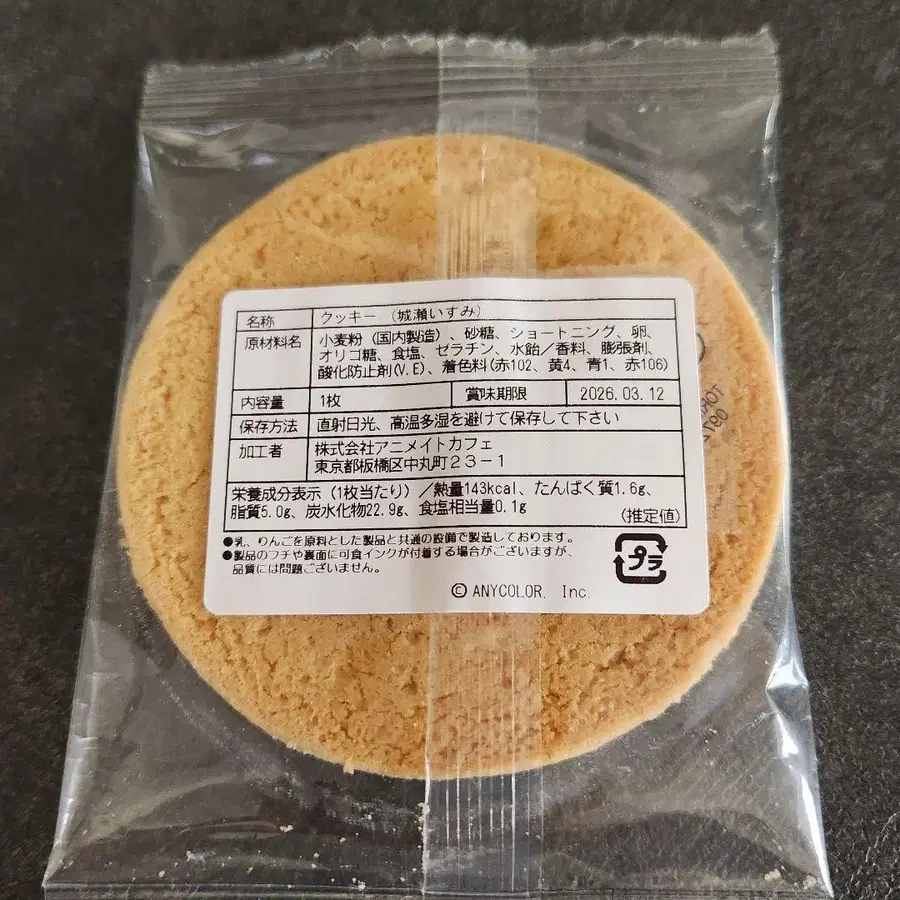 名称 クッキー (城瀬いすみ)
原材料名 小麦粉(国内製造)、砂糖、ショートニング、卵、
オリゴ糖、食塩、ゼラチン、水飴/香料、膨張剤、
酸化防止剤(V.E)、着色料(赤102、黄4、青1、赤106)
内容量 1枚 賞味期限 2026.03.12
保存方法 直射日光、高温多湿を避けて保存して下さい
加工者 株式会社アニメイトカフェ
東京都板橋区中丸町23-1
栄養成分表示(1枚当たり)/熱量143kcal、たんぱく質1.6g、
脂質5.0g、炭水化物22.9g、食塩相当量0.1g
(推定値)
●乳、りんごを原料とした製品と共通の設備で製造しております。
●製品のフチや裏面に可食インクが付着する場合がございますが、
品質には問題ございません。
プラ
© ANYCOLOR, Inc.